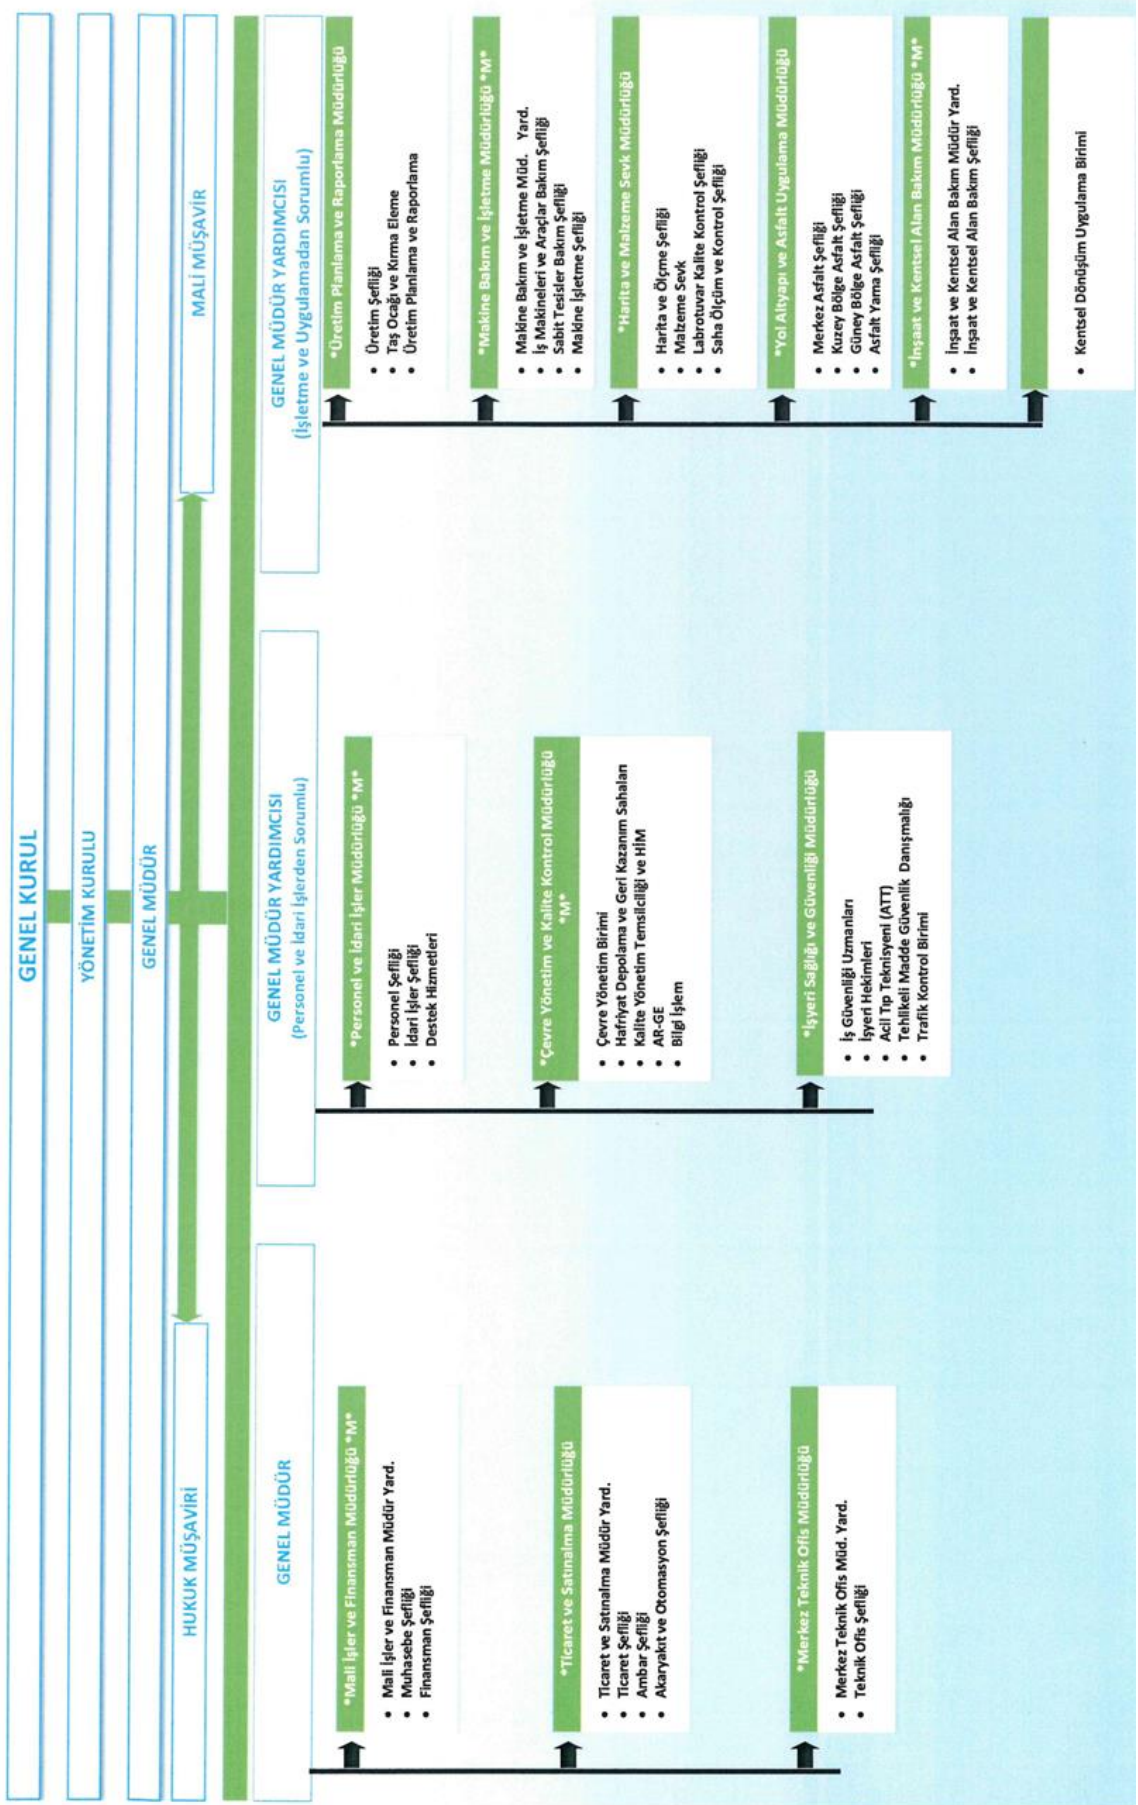 GENEL KURUL
YÖNETİM KURULU
GENEL MÜDÜR
HUKUK MÜŞAVİRİ
MALİ MÜŞAVİR
GENEL MÜDÜR
*Mali İşler ve Finansman Müdürlüğü *M*
• Mali İşler ve Finansman Müdür Yard.
• Muhasebe Şefliği
• Finansman Şefliği
*Ticaret ve Satınalma Müdürlüğü
• Ticaret ve Satınalma Müdür Yard.
• Ticaret Şefliği
• Ambar Şefliği
• Akaryakıt ve Otomasyon Şefliği
*Merkez Teknik Ofis Müdürlüğü
• Merkez Teknik Ofis Müd. Yard.
• Teknik Ofis Şefliği
GENEL MÜDÜR YARDIMCISI
(Personel ve İdari İşlerden Sorumlu)
*Personel ve İdari İşler Müdürlüğü *M*
• Personel Şefliği
• İdari İşler Şefliği
• Destek Hizmetleri
*Çevre Yönetim ve Kalite Kontrol Müdürlüğü
*M*
• Çevre Yönetim Birimi
• Hafriyat Depolama ve Geri Kazanım Sahaları
• Kalite Yönetim Temsilciliği ve HİM
• AR-GE
• Bilgi İşlem
*İşyeri Sağlığı ve Güvenliği Müdürlüğü
• İş Güvenliği Uzmanları
• İşyeri Hekimleri
• Acil Tıp Teknisyeni (ATT)
• Tehlikeli Madde Güvenlik Danışmalığı
• Trafik Kontrol Birimi
GENEL MÜDÜR YARDIMCISI
(İşletme ve Uygulamadan Sorumlu)
*Üretim Planlama ve Raporlama Müdürlüğü
• Üretim Şefliği
• Taş Ocağı ve Kırma Eleme
• Üretim Planlama ve Raporlama
*Makine Bakım ve İşletme Müdürlüğü *M*
• Makine Bakım ve İşletme Müd. Yard.
• İş Makineleri ve Araçlar Bakım Şefliği
• Sabit Tesisler Bakım Şefliği
• Makine İşletme Şefliği
*Harita ve Malzeme Sevk Müdürlüğü
• Harita ve Ölçme Şefliği
• Malzeme Sevk
• Labrotuvar Kalite Kontrol Şefliği
• Saha Ölçüm ve Kontrol Şefliği
*Yol Altyapı ve Asfalt Uygulama Müdürlüğü
• Merkez Asfalt Şefliği
• Kuzey Bölge Asfalt Şefliği
• Güney Bölge Asfalt Şefliği
• Asfalt Yama Şefliği
*İnşaat ve Kentsel Alan Bakım Müdürlüğü *M*
• İnşaat ve Kentsel Alan Bakım Müdür Yard.
• İnşaat ve Kentsel Alan Bakım Şefliği
• Kentsel Dönüşüm Uygulama Birimi